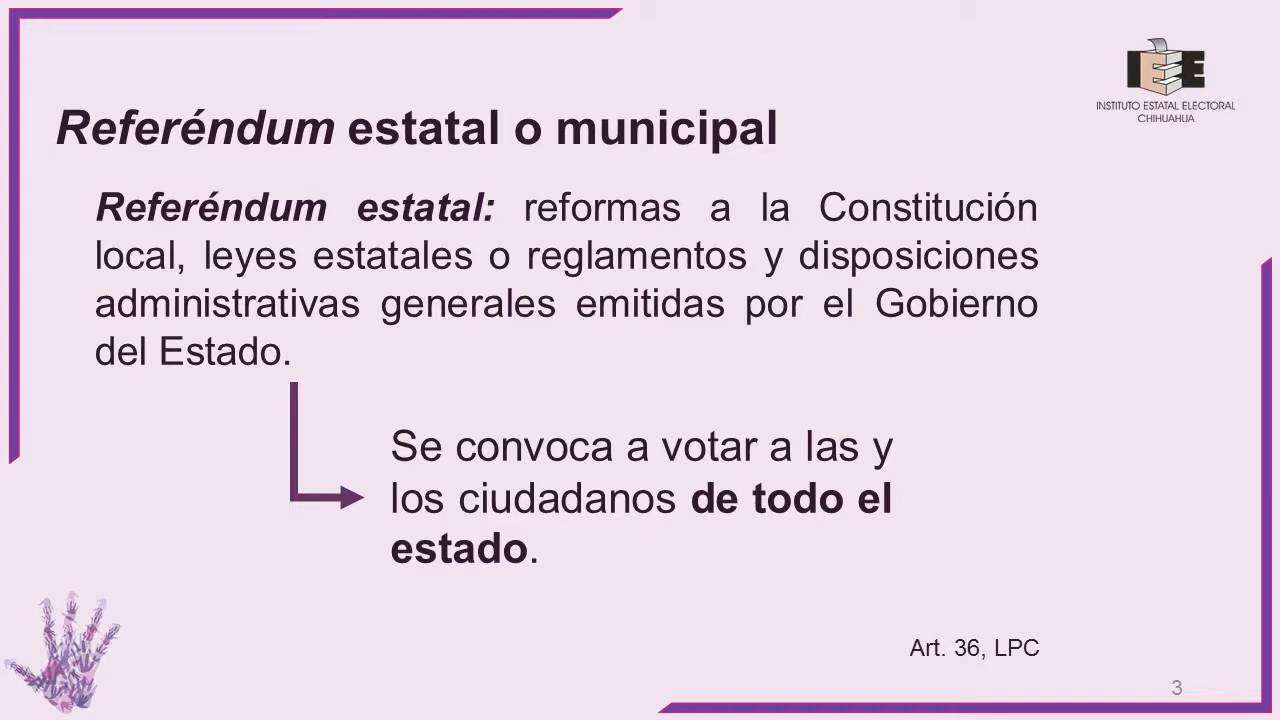 IEE
INSTITUTO ESTATAL ELECTORAL
CHIHUAHUA
Referéndum estatal o municipal
Referéndum estatal: reformas a la Constitución
local, leyes estatales o reglamentos y disposiciones
administrativas generales emitidas por el Gobierno
del Estado.
Se convoca a votar a las y
los ciudadanos de todo el
estado.
Art. 36, LPC
3